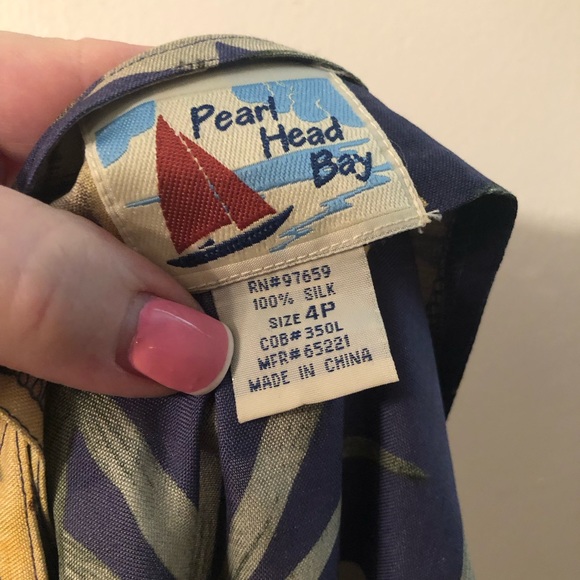 Pearl
Head
Bay
RN#97659
100% SILK
SIZE 4P
COB#350L
MFR#65221
MADE IN CHINA